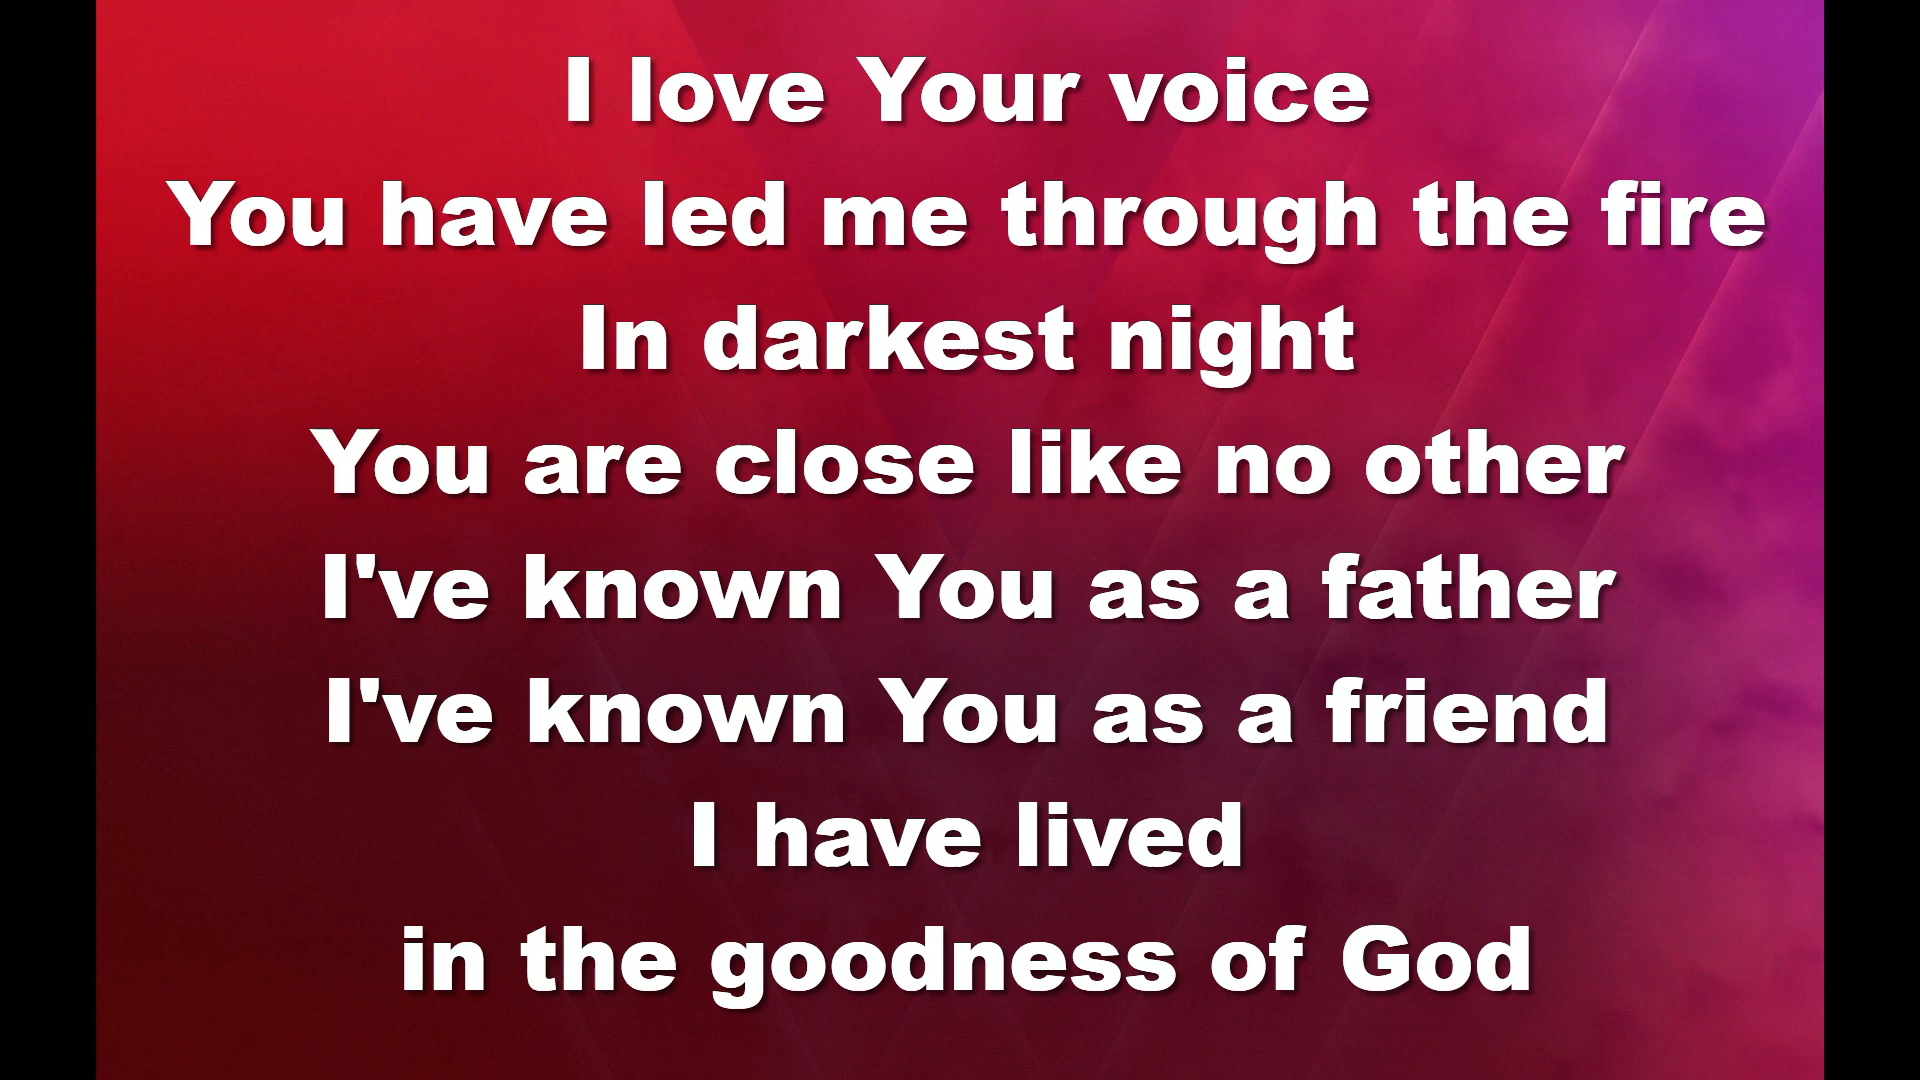 I love Your voice
You have led me through the fire
In darkest night
You are close like no other
I've known You as a father
I've known You as a friend
I have lived
in the goodness of God